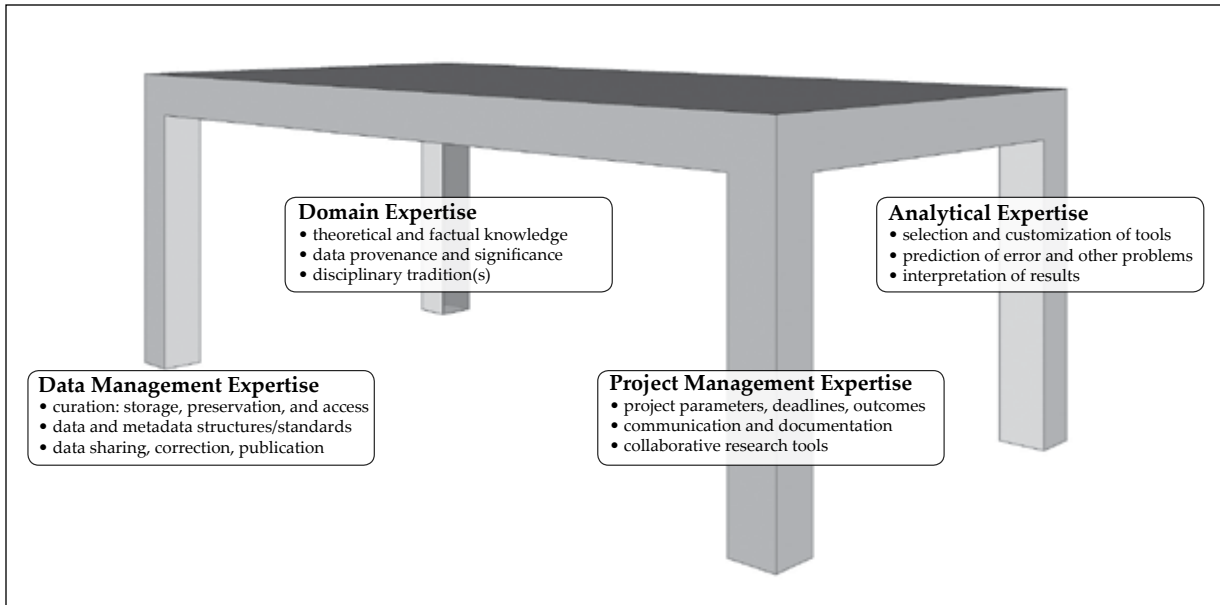 Domain Expertise
• theoretical and factual knowledge
• data provenance and significance
• disciplinary tradition(s)
Analytical Expertise
• selection and customization of tools
• prediction of error and other problems
• interpretation of results
Data Management Expertise
• curation: storage, preservation, and access
• data and metadata structures/standards
• data sharing, correction, publication
Project Management Expertise
• project parameters, deadlines, outcomes
• communication and documentation
• collaborative research tools